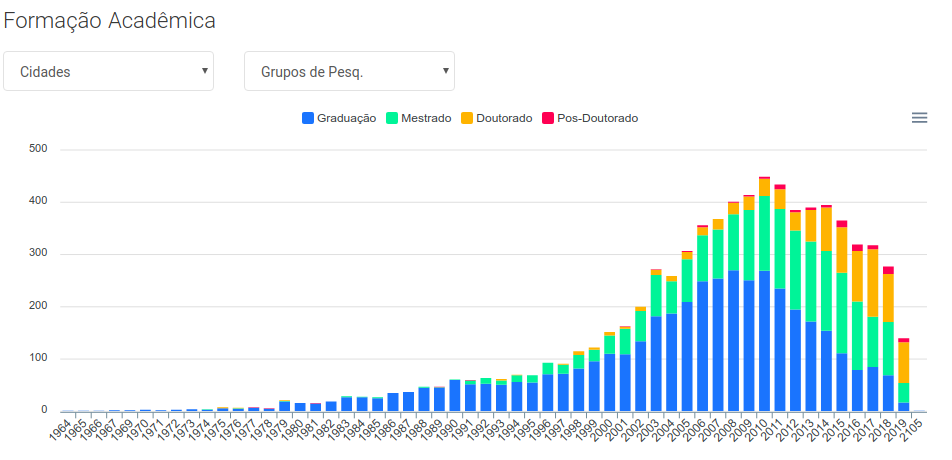 Formação Acadêmica
Cidades
Grupos de Pesq.
Graduação Mestrado Doutorado Pos-Doutorado
500
400
300
200
100
0
1964 1965 1966 1967 1969 1970 1971 1972 1973 1974 1975 1976 1977 1978 1979 1980 1981 1982 1983 1984 1985 1986 1987 1988 1989 1990 1991 1992 1993 1994 1995 1996 1997 1998 1999 2000 2001 2002 2003 2004 2005 2006 2007 2008 2009 2010 2011 2012 2013 2014 2015 2016 2017 2018 2019 2105